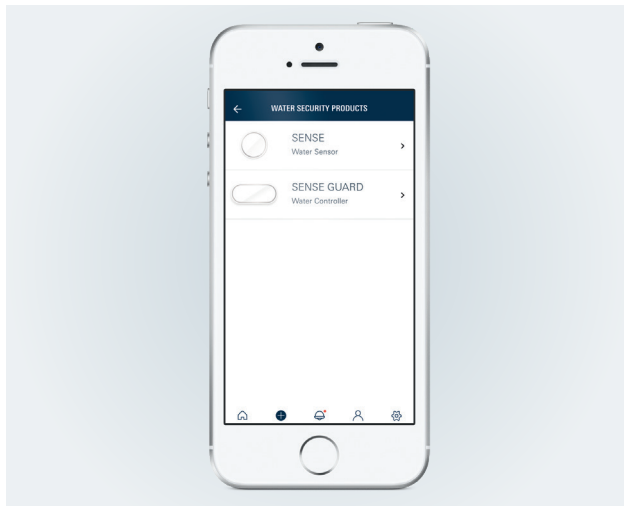 WATER SECURITY PRODUCTS
SENSE
Water Sensor
SENSE GUARD
Water Controller